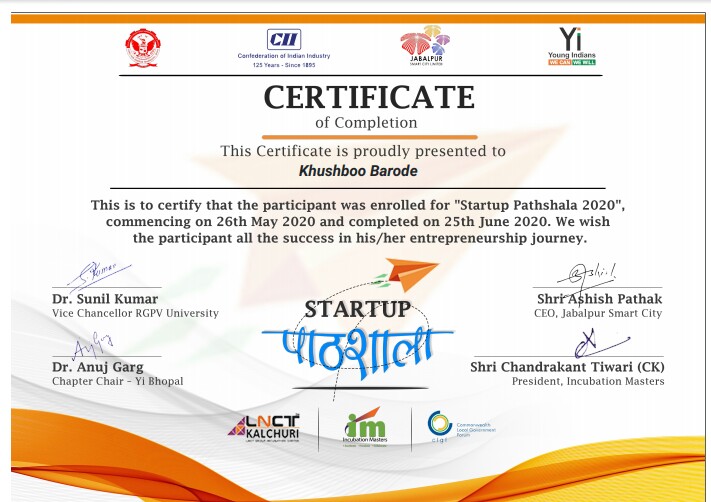 CII
Confederation of Indian Industry
125 Years - Since 1895
JABALPUR
SMART CITY LIMITED
Yi
Young Indians
WE CAN WE WILL
CERTIFICATE
of Completion
This Certificate is proudly presented to
Khushboo Barode
This is to certify that the participant was enrolled for "Startup Pathshala 2020",
commencing on 26th May 2020 and completed on 25th June 2020. We wish
the participant all the success in his/her entrepreneurship journey.
Dr. Sunil Kumar
Vice Chancellor RGPV University
Shri Ashish Pathak
CEO, Jabalpur Smart City
STARTUP
पाठशाला
Dr. Anuj Garg
Chapter Chair – Yi Bhopal
Shri Chandrakant Tiwari (CK)
President, Incubation Masters
LNCT
KALCHURI
im
Incubation Masters
Commonwealth
Local Government
Forum
clgf